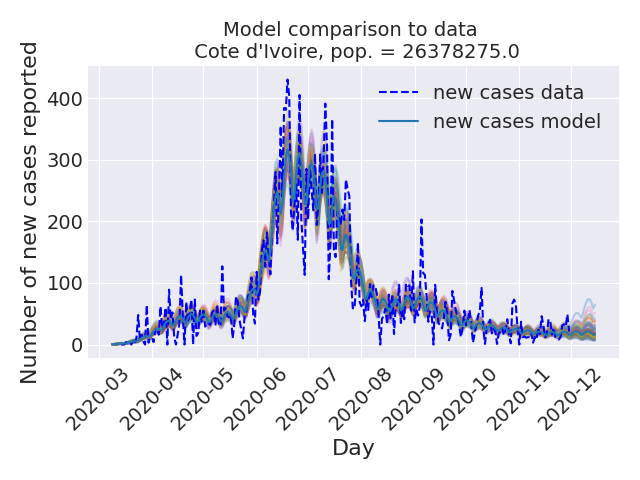 Model comparison to data
Cote d'Ivoire, pop. = 26378275.0
Number of new cases reported
400
300
200
100
0
new cases data
new cases model
2020-03
2020-04
2020-05
2020-06
2020-07
2020-08
2020-09
2020-10
2020-11
2020-12
Day